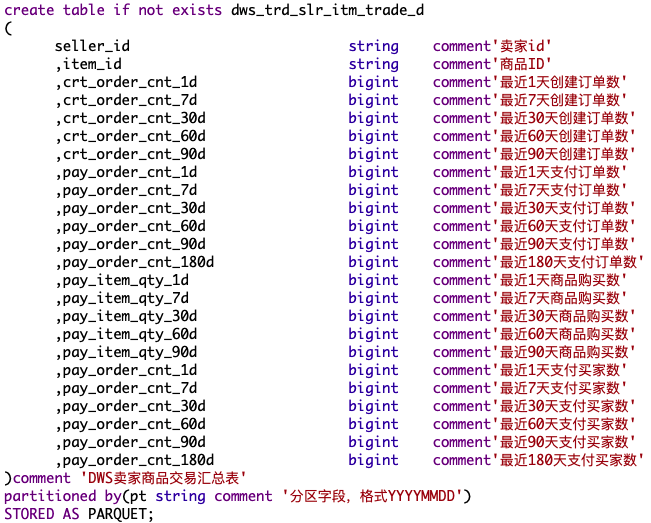 create table if not exists dws_trd_slr_itm_trade_d
(
seller_id string comment'卖家id'
,item_id string comment'商品ID'
,crt_order_cnt_1d bigint comment'最近1天创建订单数'
,crt_order_cnt_7d bigint comment'最近7天创建订单数'
,crt_order_cnt_30d bigint comment'最近30天创建订单数'
,crt_order_cnt_60d bigint comment'最近60天创建订单数'
,crt_order_cnt_90d bigint comment'最近90天创建订单数'
,pay_order_cnt_1d bigint comment'最近1天支付订单数'
,pay_order_cnt_7d bigint comment'最近7天支付订单数'
,pay_order_cnt_30d bigint comment'最近30天支付订单数'
,pay_order_cnt_60d bigint comment'最近60天支付订单数'
,pay_order_cnt_90d bigint comment'最近90天支付订单数'
,pay_order_cnt_180d bigint comment'最近180天支付订单数'
,pay_item_qty_1d bigint comment'最近1天商品购买数'
,pay_item_qty_7d bigint comment'最近7天商品购买数'
,pay_item_qty_30d bigint comment'最近30天商品购买数'
,pay_item_qty_60d bigint comment'最近60天商品购买数'
,pay_item_qty_90d bigint comment'最近90天商品购买数'
,pay_order_cnt_1d bigint comment'最近1天支付买家数'
,pay_order_cnt_7d bigint comment'最近7天支付买家数'
,pay_order_cnt_30d bigint comment'最近30天支付买家数'
,pay_order_cnt_60d bigint comment'最近60天支付买家数'
,pay_order_cnt_90d bigint comment'最近90天支付买家数'
,pay_order_cnt_180d bigint comment'最近180天支付买家数'
)comment 'DWS卖家商品交易汇总表'
partitioned by(pt string comment '分区字段，格式YYYYMMDD')
STORED AS PARQUET;